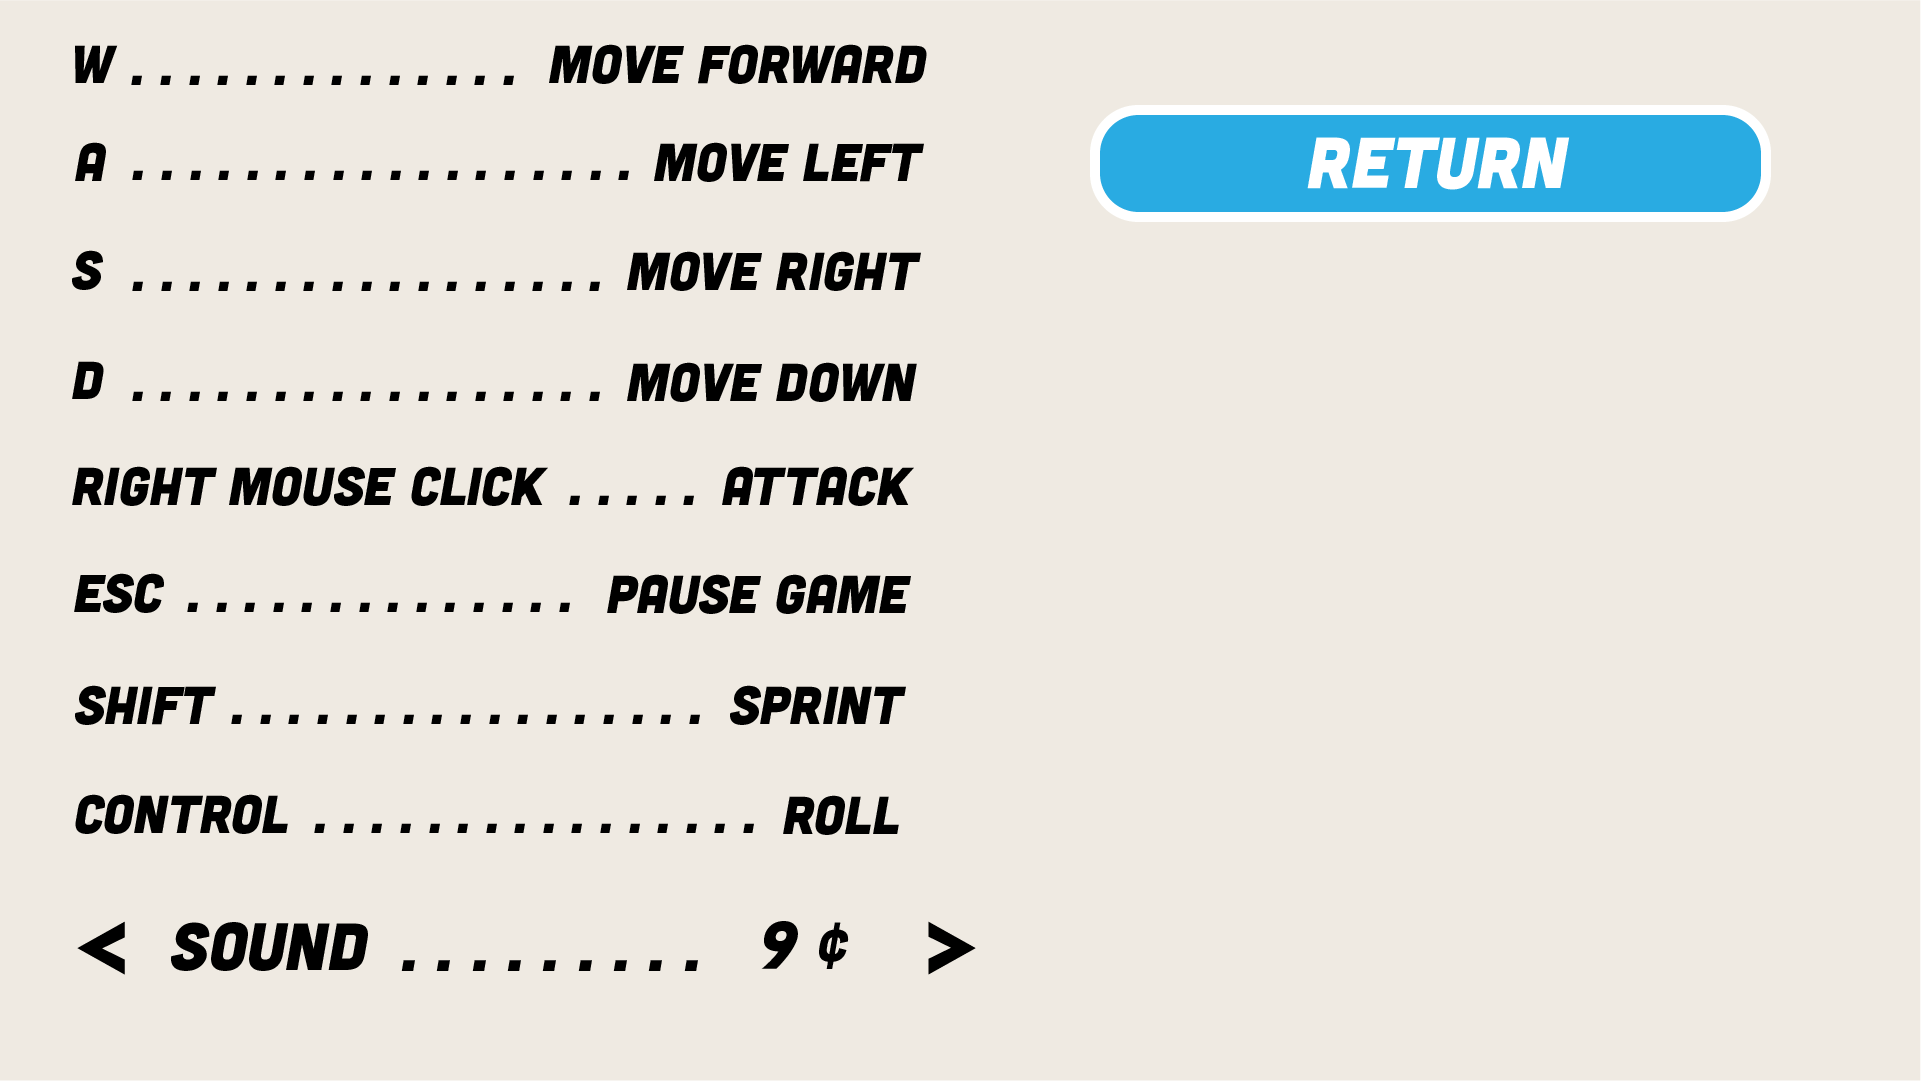 W .............. MOVE FORWARD
A .................. MOVE LEFT
S ................. MOVE RIGHT
D ................. MOVE DOWN
RIGHT MOUSE CLICK ..... ATTACK
ESC .............. PAUSE GAME
SHIFT ................. SPRINT
CONTROL ................ ROLL
< SOUND ......... 9 ¢ >
RETURN